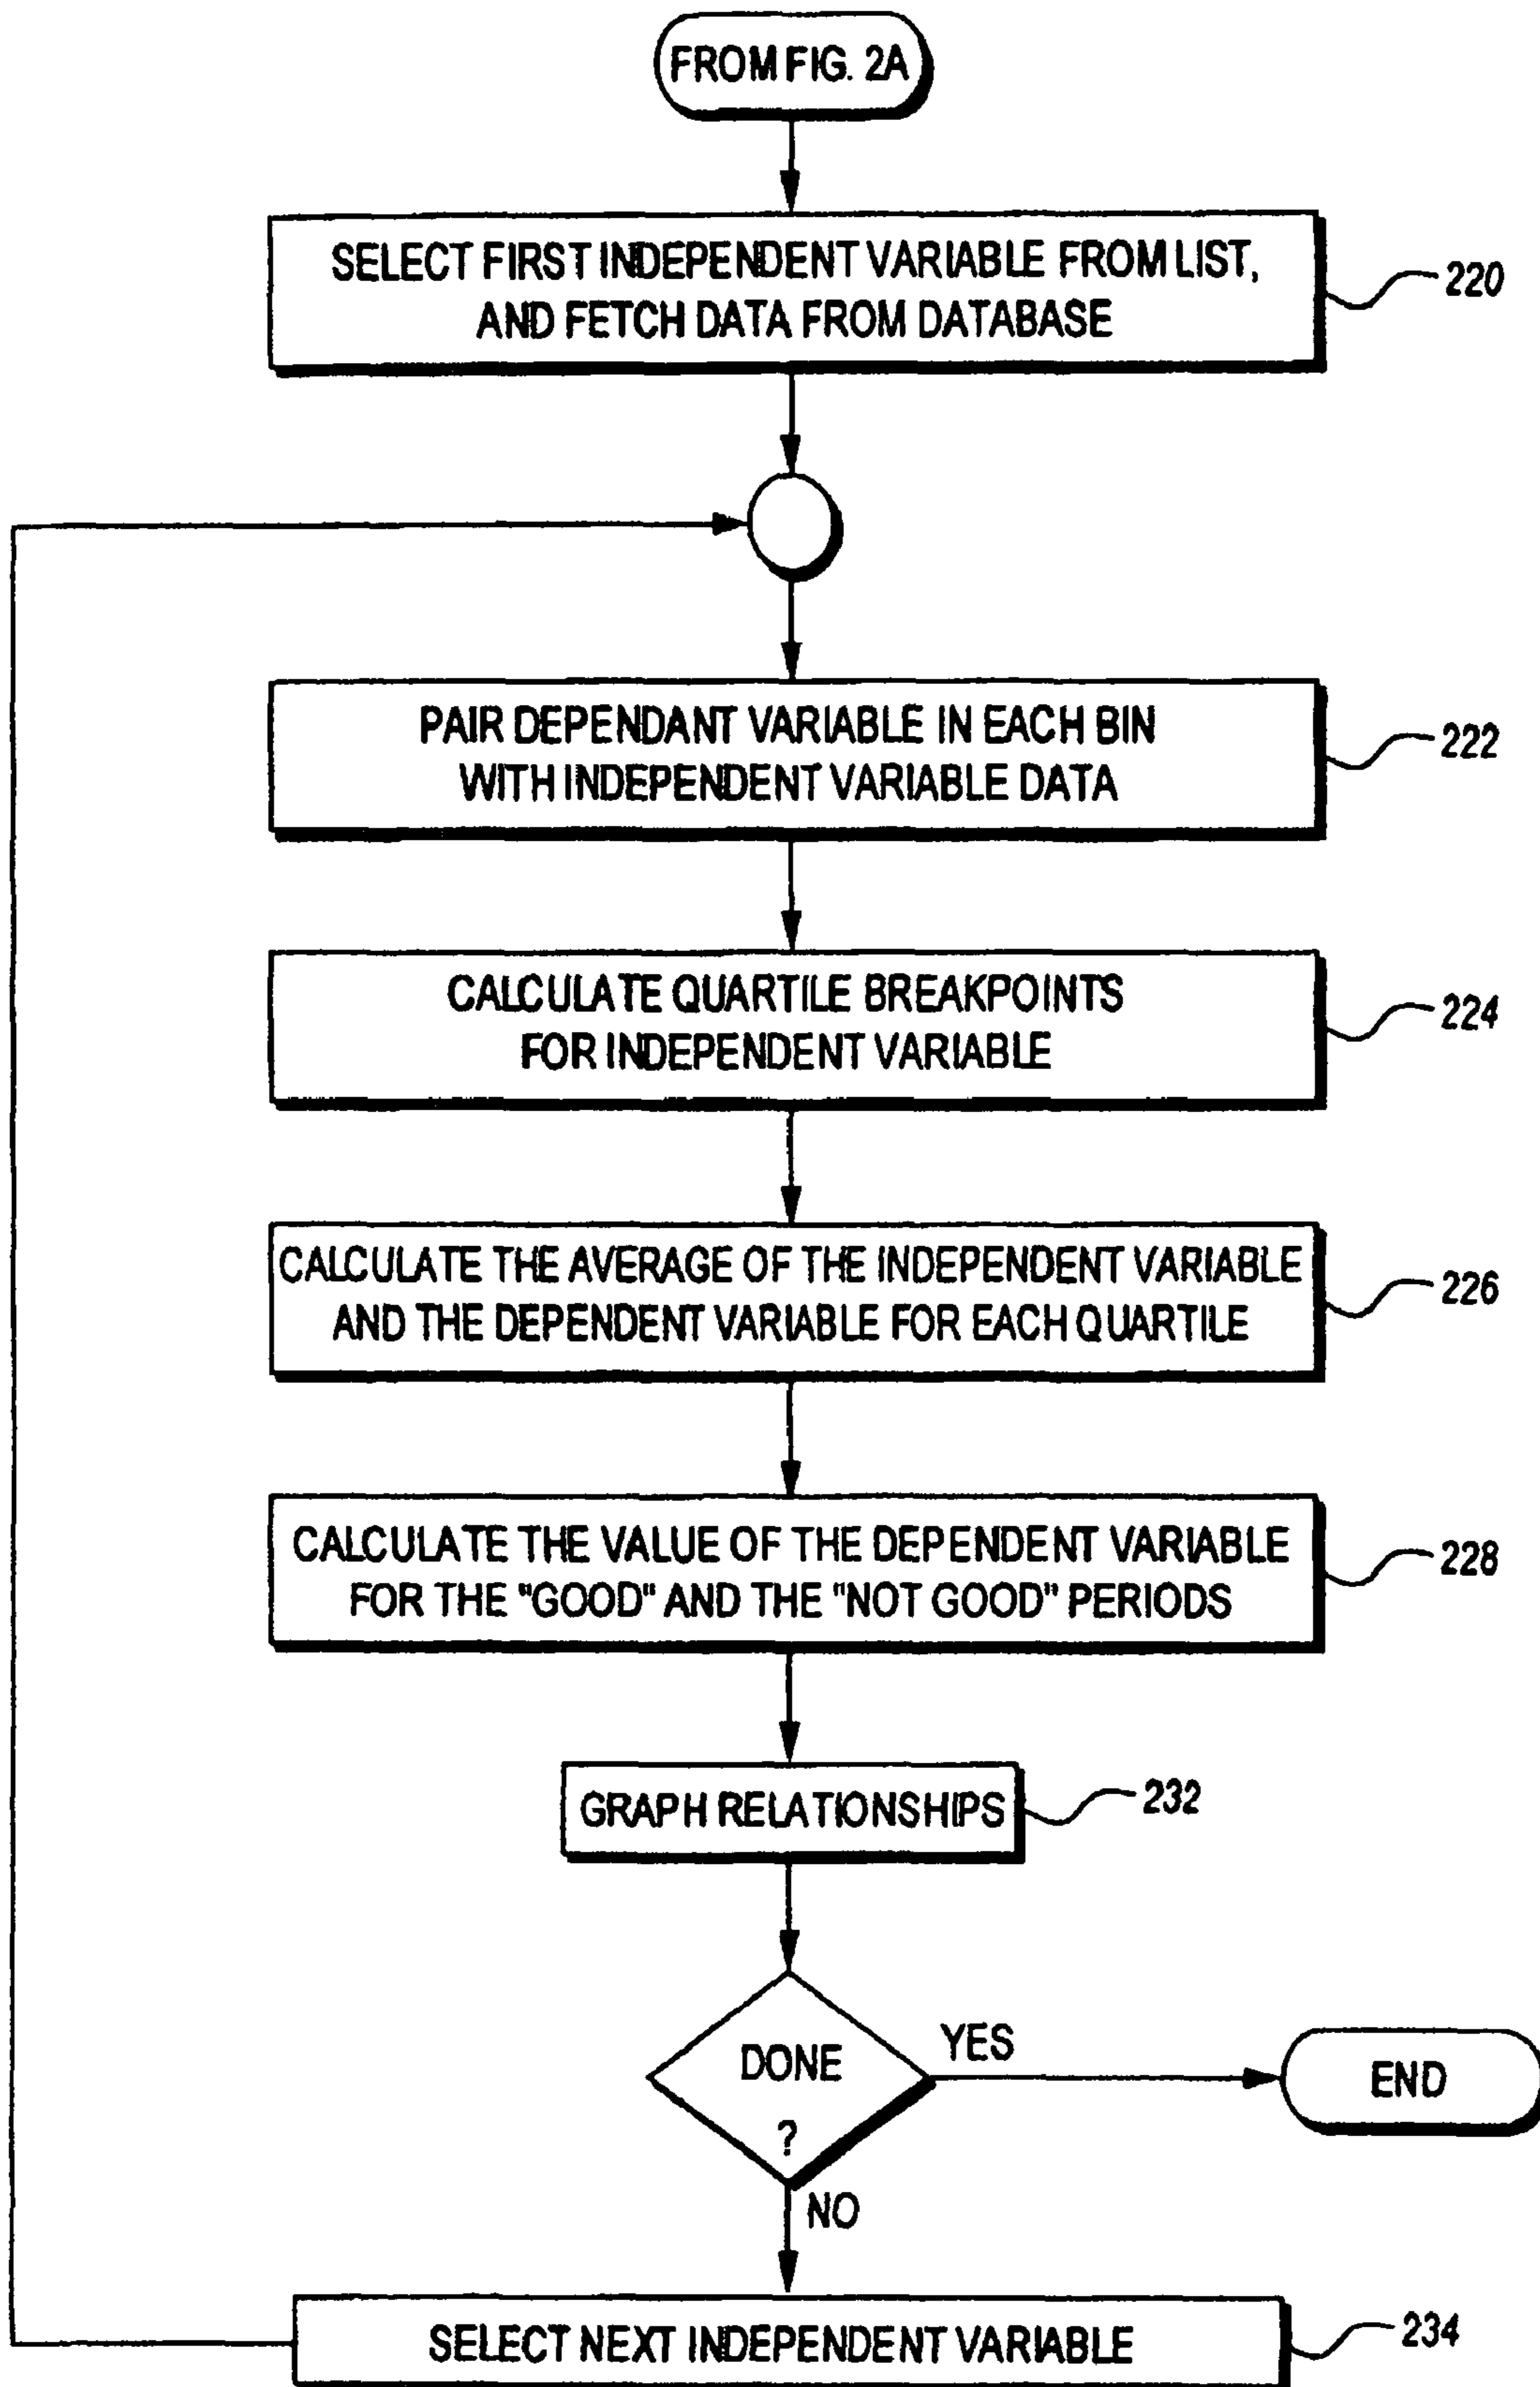 FROM FIG. 2A
SELECT FIRST INDEPENDENT VARIABLE FROM LIST,
AND FETCH DATA FROM DATABASE
220
PAIR DEPENDANT VARIABLE IN EACH BIN
WITH INDEPENDENT VARIABLE DATA
222
CALCULATE QUARTILE BREAKPOINTS
FOR INDEPENDENT VARIABLE
224
CALCULATE THE AVERAGE OF THE INDEPENDENT VARIABLE
AND THE DEPENDENT VARIABLE FOR EACH QUARTILE
226
CALCULATE THE VALUE OF THE DEPENDENT VARIABLE
FOR THE "GOOD" AND THE "NOT GOOD" PERIODS
228
GRAPH RELATIONSHIPS
232
DONE
?
YES
END
NO
SELECT NEXT INDEPENDENT VARIABLE
234